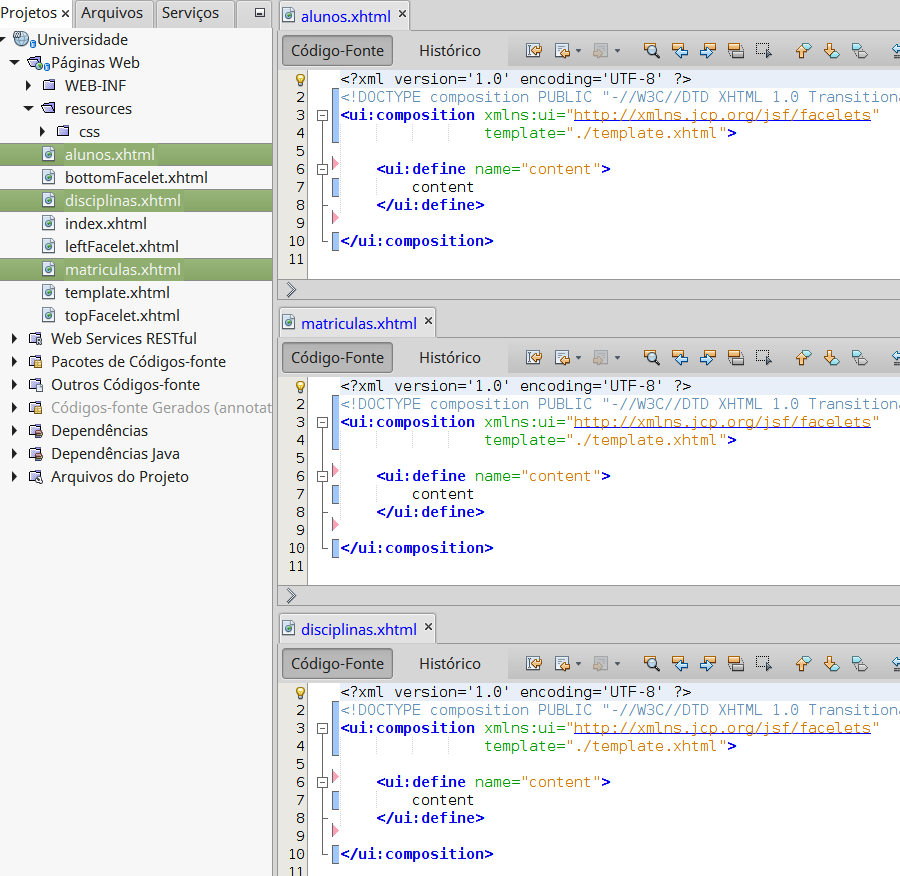 Projetos × Arquivos Serviços
Universidade
Páginas Web
WEB-INF
resources
css
alunos.xhtml
bottomFacelet.xhtml
disciplinas.xhtml
index.xhtml
leftFacelet.xhtml
matriculas.xhtml
template.xhtml
topFacelet.xhtml
Web Services RESTful
Pacotes de Códigos-fonte
Outros Códigos-fonte
Códigos-fonte Gerados (annotat
Dependências
Dependências Java
Arquivos do Projeto
alunos.xhtml ×
Código-Fonte Histórico
<?xml version='1.0' encoding='UTF-8' ?>
2 <!DOCTYPE composition PUBLIC "-//W3C//DTD XHTML 1.0 Transitiona
3 <ui:composition xmlns:ui="http://xmlns.jcp.org/jsf/facelets"
4 template="./template.xhtml">
5
6 <ui:define name="content">
7 content
8 </ui:define>
9
10 </ui:composition>
11
matriculas.xhtml ×
Código-Fonte Histórico
<?xml version='1.0' encoding='UTF-8' ?>
2 <!DOCTYPE composition PUBLIC "-//W3C//DTD XHTML 1.0 Transitiona
3 <ui:composition xmlns:ui="http://xmlns.jcp.org/jsf/facelets"
4 template="./template.xhtml">
5
6 <ui:define name="content">
7 content
8 </ui:define>
9
10 </ui:composition>
11
disciplinas.xhtml ×
Código-Fonte Histórico
<?xml version='1.0' encoding='UTF-8' ?>
2 <!DOCTYPE composition PUBLIC "-//W3C//DTD XHTML 1.0 Transitiona
3 <ui:composition xmlns:ui="http://xmlns.jcp.org/jsf/facelets"
4 template="./template.xhtml">
5
6 <ui:define name="content">
7 content
8 </ui:define>
9
10 </ui:composition>
11